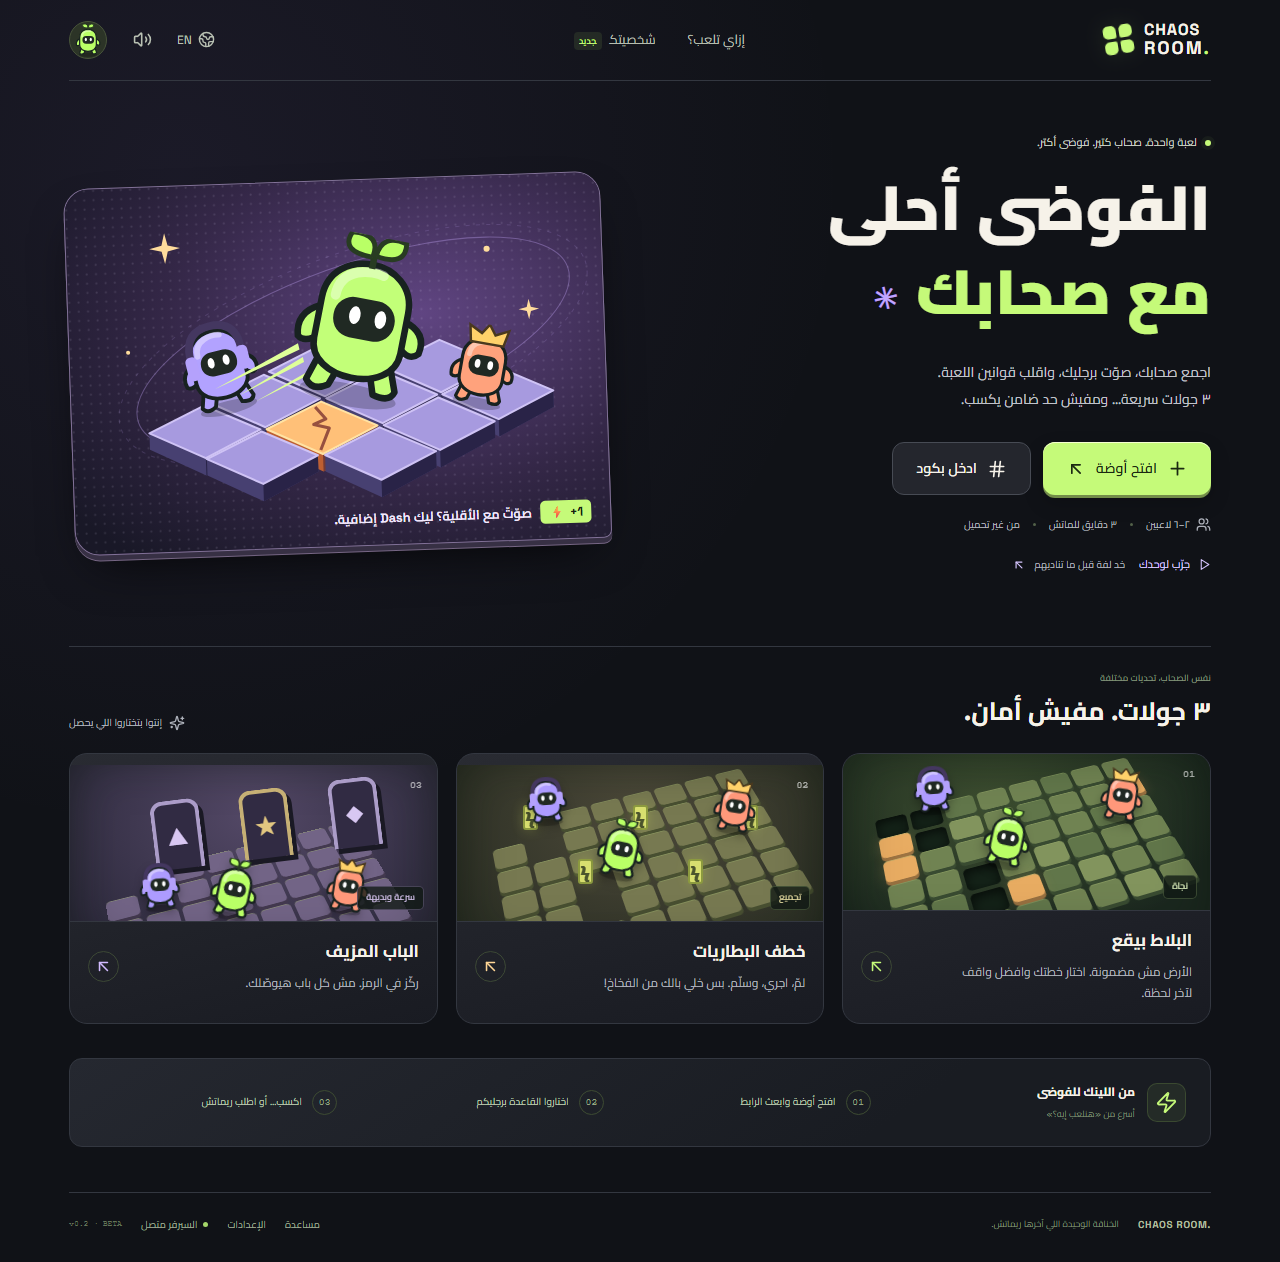 CHAOS
ROOM.
إزاي تلعب؟
شخصيتك
جديد
EN
لعبة واحدة. صحاب كتير. فوضى أكتر.
الفوضى أحلى
مع صحابك
اجمع صحابك، صوّت برجليك، واقلب قوانين اللعبة.
٣ جولات سريعة... ومفيش حد ضامن يكسب.
افتح أوضة
ادخل بكود
٢–٦ لاعبين • ٣ دقايق للماتش • من غير تحميل
جرّب لوحدك
خد لفة قبل ما تناديهم
صوّتّ مع الأقلية؟ ليك Dash إضافية.
نفس الصحاب، تحديات مختلفة
٣ جولات. مفيش أمان.
إنتوا بتختاروا اللي يحصل
01
نجاة
البلاط بيقع
الأرض مش مضمونة. اختار خطتك وافضل واقف
لآخر لحظة.
02
تجميع
خطف البطاريات
لمّ، اجري، وسلّم. بس خلي بالك من الفخاخ!
03
سرعة وبديهة
الباب المزيف
ركّز في الرمز. مش كل باب هيوصّلك.
من اللينك للفوضى
أسرع من «هنلعب إيه؟»
01
افتح أوضة وابعت الرابط
02
اختاروا القاعدة برجليكم
03
اكسب... أو اطلب ريماتش
CHAOS ROOM.
الخناقة الوحيدة اللي آخرها ريماتش.
مساعدة
الإعدادات
السيرفر متصل
v0.2 · BETA